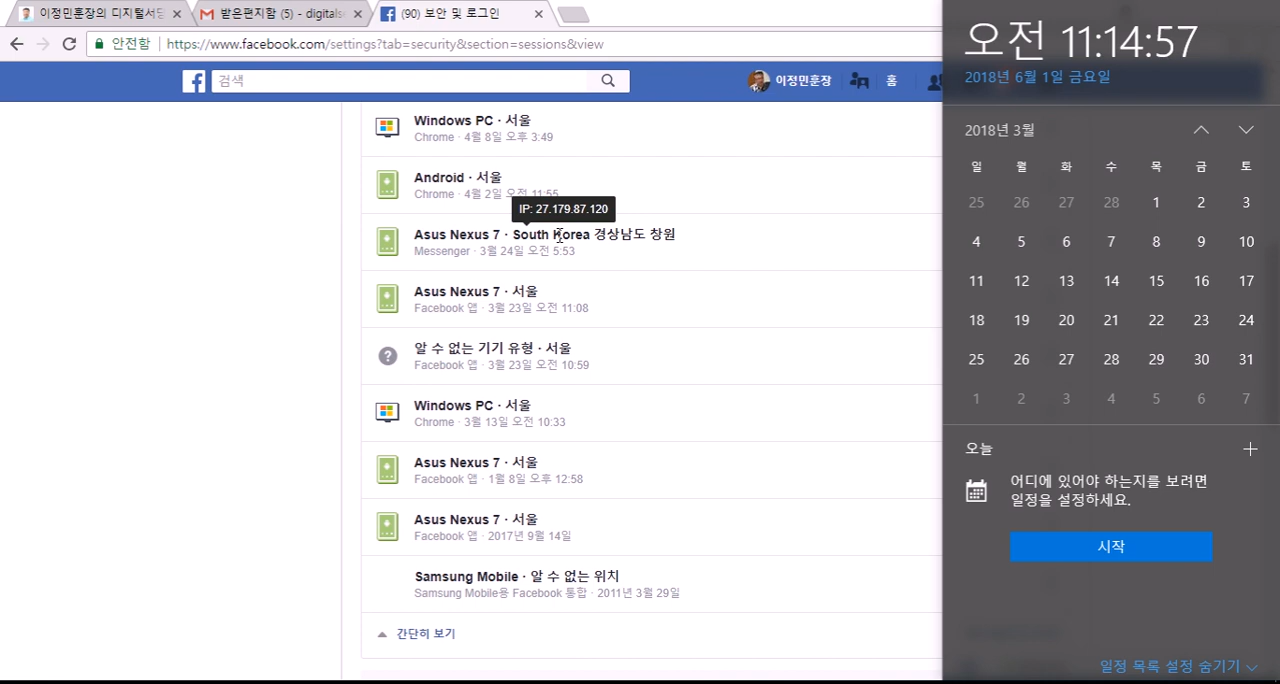 이정민훈장의 디지털서당
받은편지함 (5) - digitalse
(90) 보안 및 로그인
안전함
https://www.facebook.com/settings?tab=security&section=sessions&view
검색
이정민훈장
홈
Windows PC · 서울
Chrome · 4월 8일 오후 3:49
Android · 서울
Chrome · 4월 2일 오전 11:55
IP: 27.179.87.120
Asus Nexus 7 · South Korea 경상남도 창원
Messenger · 3월 24일 오전 5:53
Asus Nexus 7 · 서울
Facebook 앱 · 3월 23일 오전 11:08
알 수 없는 기기 유형 · 서울
Facebook 앱 · 3월 23일 오전 10:59
Windows PC · 서울
Chrome · 3월 13일 오전 10:33
Asus Nexus 7 · 서울
Facebook 앱 · 1월 8일 오후 12:58
Asus Nexus 7 · 서울
Facebook 앱 · 2017년 9월 14일
Samsung Mobile · 알 수 없는 위치
Samsung Mobile용 Facebook 통합 · 2011년 3월 29일
간단히 보기
오전 11:14:57
2018년 6월 1일 금요일
2018년 3월
일 월 화 수 목 금 토
25 26 27 28 1 2 3
4 5 6 7 8 9 10
11 12 13 14 15 16 17
18 19 20 21 22 23 24
25 26 27 28 29 30 31
1 2 3 4 5 6 7
오늘
어디에 있어야 하는지를 보려면
일정을 설정하세요.
시작
일정 목록 설정 숨기기